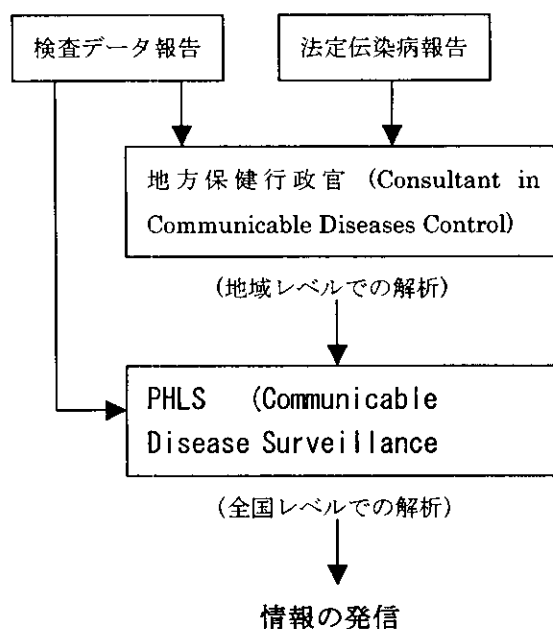 検査データ報告
法定伝染病報告
地方保健行政官 (Consultant in
Communicable Diseases Control)
(地域レベルでの解析)
PHLS (Communicable
Disease Surveillance
(全国レベルでの解析)
情報の発信